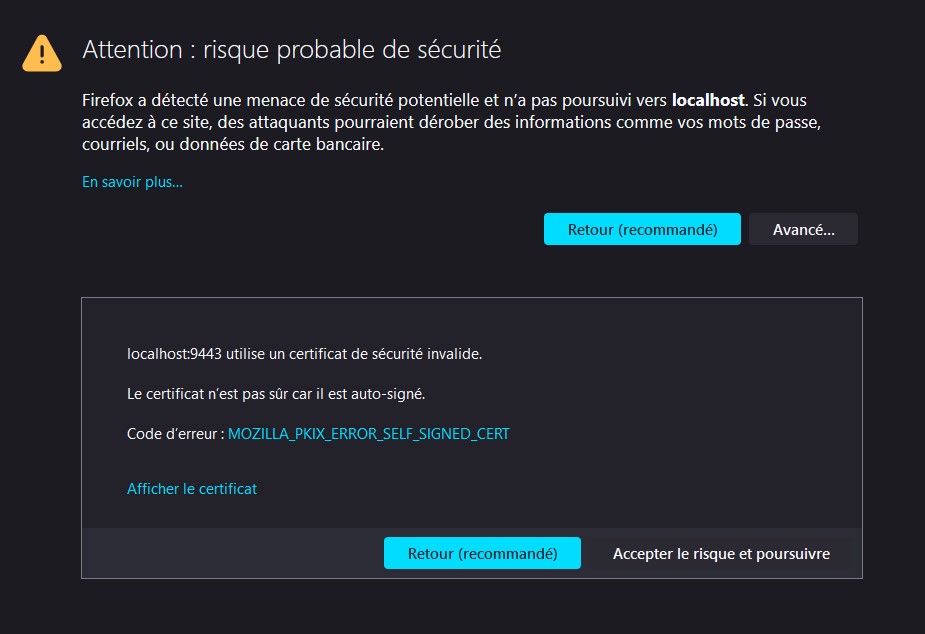 Attention : risque probable de sécurité
Firefox a détecté une menace de sécurité potentielle et n’a pas poursuivi vers localhost. Si vous
accédez à ce site, des attaquants pourraient dérober des informations comme vos mots de passe,
courriels, ou données de carte bancaire.
En savoir plus…
Retour (recommandé)
Avancé…
localhost:9443 utilise un certificat de sécurité invalide.
Le certificat n’est pas sûr car il est auto-signé.
Code d’erreur : MOZILLA_PKIX_ERROR_SELF_SIGNED_CERT
Afficher le certificat
Retour (recommandé)
Accepter le risque et poursuivre